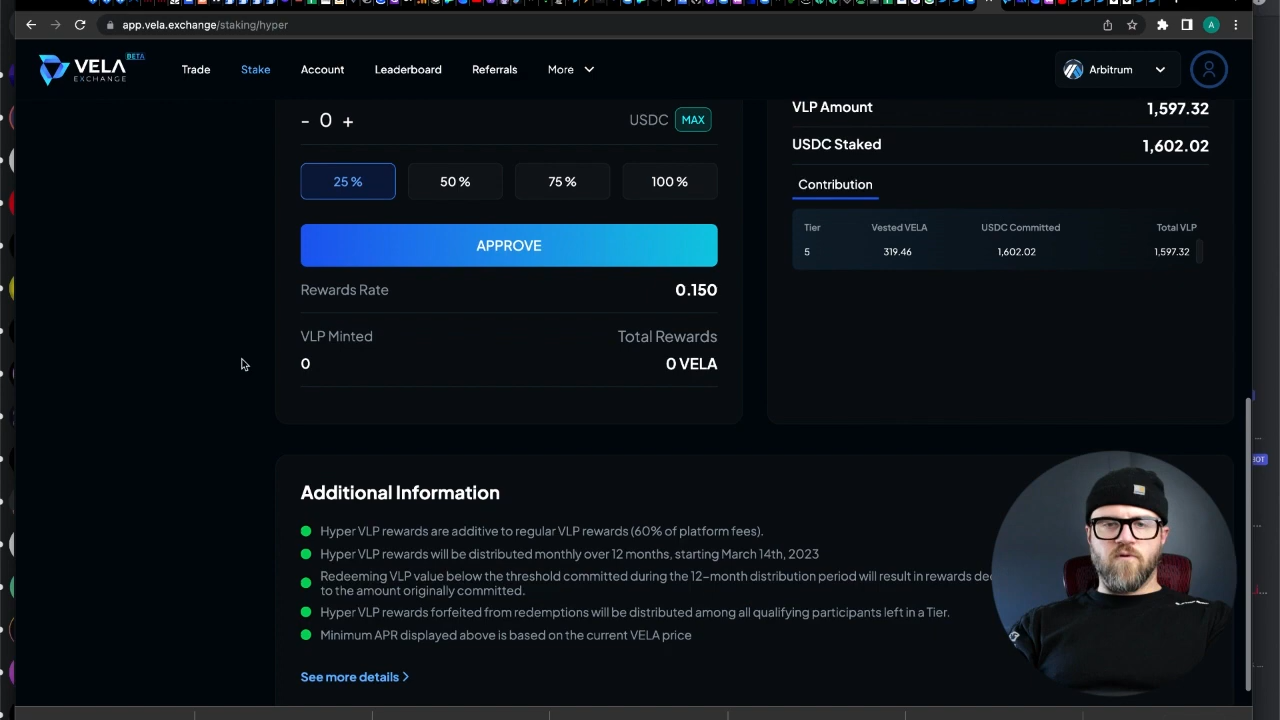 app.vela.exchange/staking/hyper
A
VELA
EXCHANGE
BETA
Trade
Stake
Account
Leaderboard
Referrals
More
Arbitrum
- 0 +
USDC
MAX
25 %
50 %
75 %
100 %
APPROVE
Rewards Rate
0.150
VLP Minted
Total Rewards
0
0 VELA
VLP Amount
1,597.32
USDC Staked
1,602.02
Contribution
Tier
Vested VELA
USDC Committed
Total VLP
5
319.46
1,602.02
1,597.32
Additional Information
Hyper VLP rewards are additive to regular VLP rewards (60% of platform fees).
Hyper VLP rewards will be distributed monthly over 12 months, starting March 14th, 2023
Redeeming VLP value below the threshold committed during the 12-month distribution period will result in rewards
to the amount originally committed.
Hyper VLP rewards forfeited from redemptions will be distributed among all qualifying participants left in a Tier.
Minimum APR displayed above is based on the current VELA price
See more details